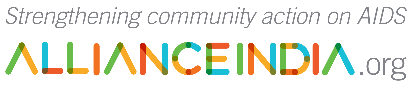 Strengthening community action on AIDS
ALLIANCEINDIA.org